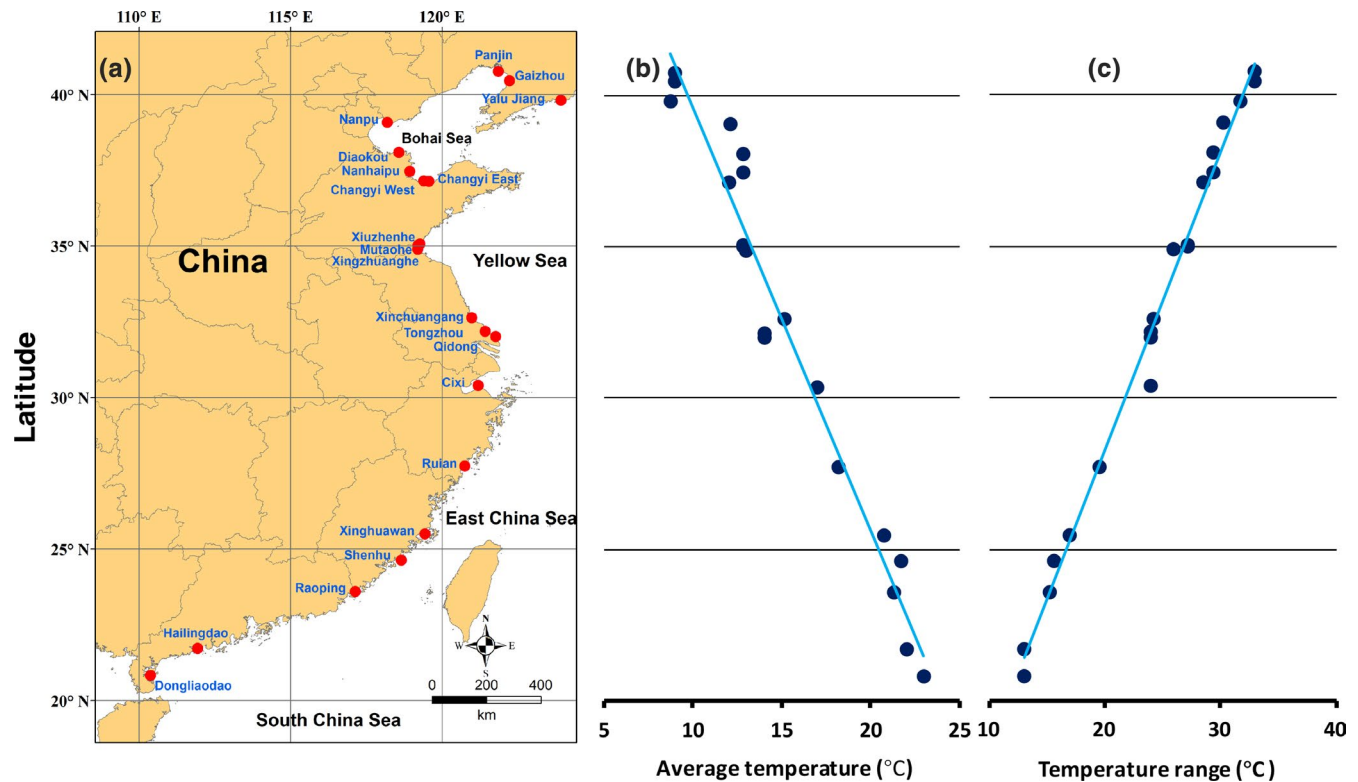 110° E 115° E 120° E
(a)
(b)
(c)
Panjin
Gaizhou
40° N
Yalu Jiang
Nanpu
Bohai Sea
Diaokou
Nanhaipu
Changyi East
Changyi West
Xiuzhenhe
35° N
Mutaohe
Xingzhuanghe
China
Yellow Sea
Xinchuangang
Tongzhou
Qidong
Cixi
30° N
Latitude
Ruian
Xinghuawan
East China Sea
25° N
Shenhu
Raoping
Hailingdao
N
W E
S
Dongliaodao
0 200 400
km
20° N
South China Sea
5 10 15 20 25
10 20 30 40
Average temperature (°C)
Temperature range (°C)